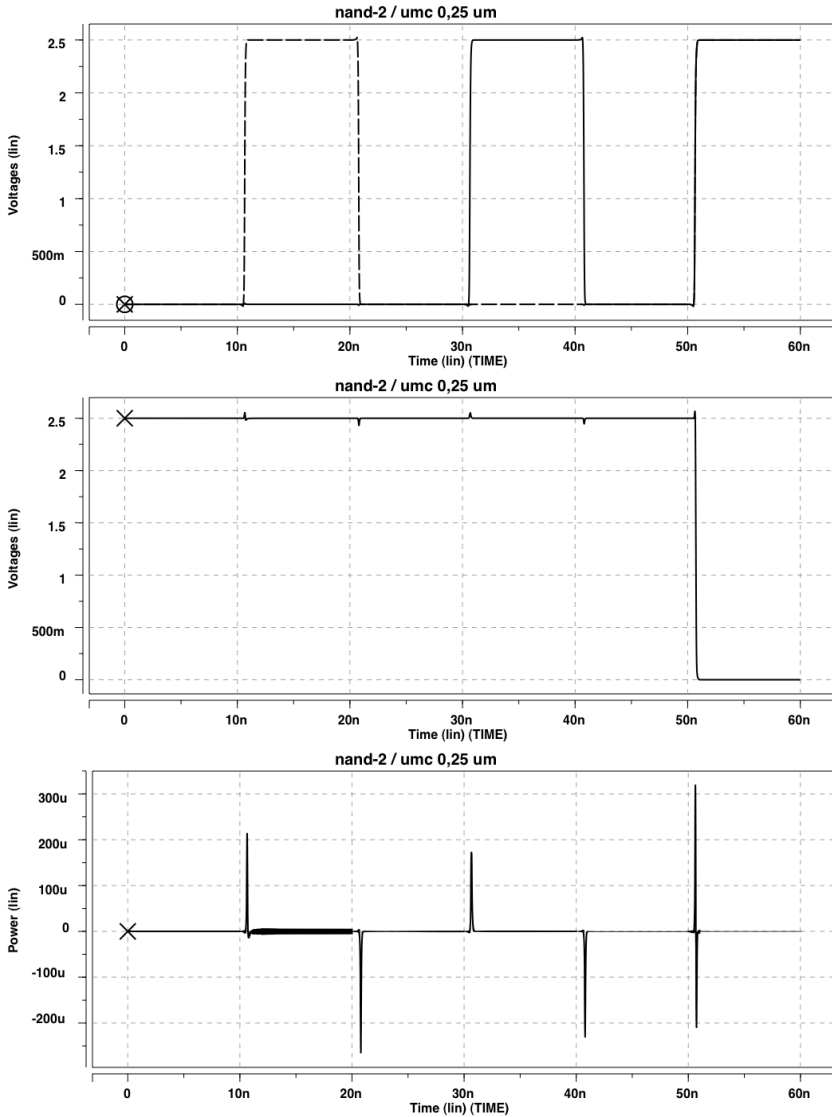 nand-2 / umc 0,25 um
2.5
2
1.5
1
500m
0
Voltages (lin)
0 10n 20n 30n 40n 50n 60n
Time (lin) (TIME)
nand-2 / umc 0,25 um
2.5
2
1.5
1
500m
0
Voltages (lin)
0 10n 20n 30n 40n 50n 60n
Time (lin) (TIME)
nand-2 / umc 0,25 um
300u
200u
100u
0
-100u
-200u
Power (lin)
0 10n 20n 30n 40n 50n 60n
Time (lin) (TIME)